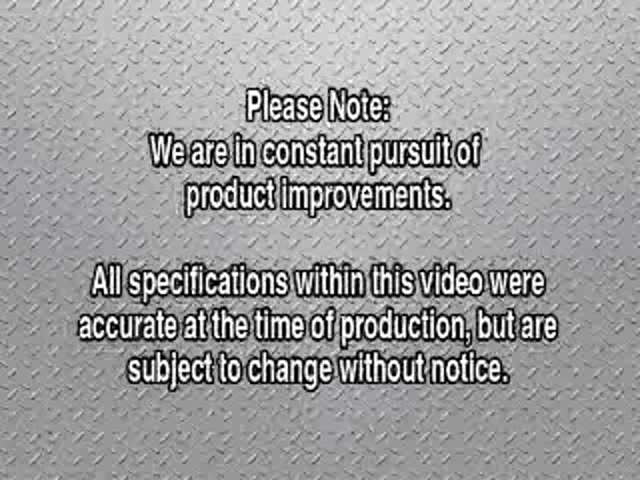 Please Note:
We are in constant pursuit of
product improvements.
All specifications within this video were
accurate at the time of production, but are
subject to change without notice.